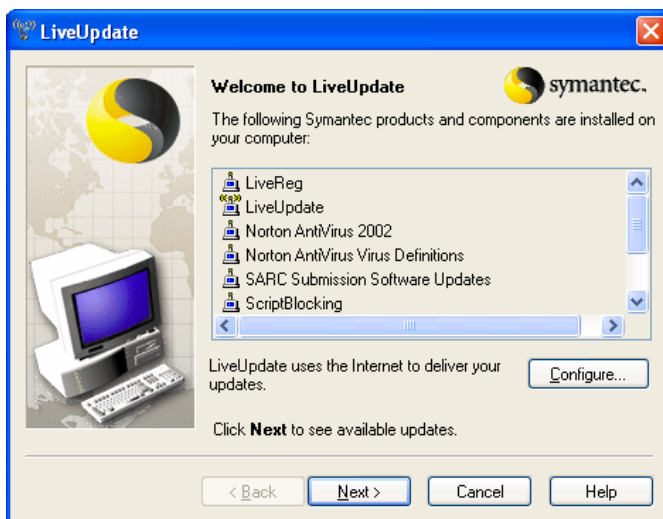 LiveUpdate
symantec.
Welcome to LiveUpdate
The following Symantec products and components are installed on
your computer:
LiveReg
LiveUpdate
Norton AntiVirus 2002
Norton AntiVirus Virus Definitions
SARC Submission Software Updates
ScriptBlocking
LiveUpdate uses the Internet to deliver your
updates.
Configure...
Click Next to see available updates.
< Back
Next >
Cancel
Help